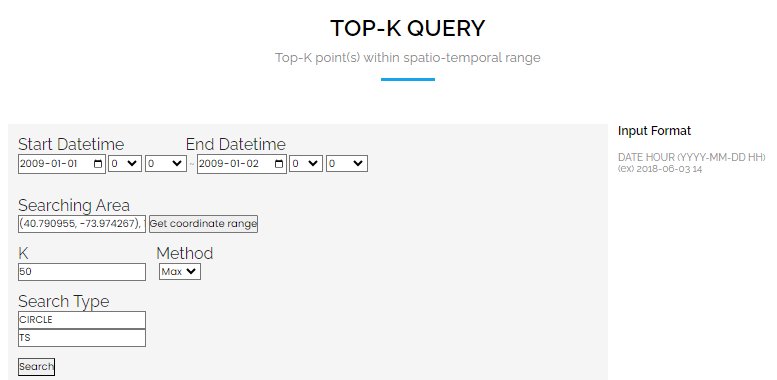 TOP-K QUERY
Top-K point(s) within spatio-temporal range
Start Datetime End Datetime
2009-01-01 0 0 - 2009-01-02 0 0
Searching Area
(40.790955, -73.974267), Get coordinate range
K Method
50 Max
Search Type
CIRCLE
TS
Search
Input Format
DATE HOUR (YYYY-MM-DD HH)
(ex) 2018-06-03 14